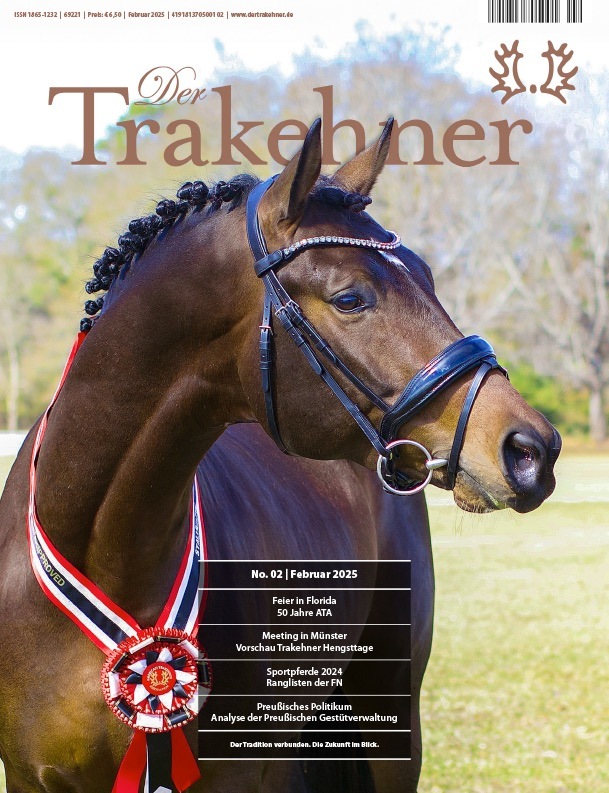 ISSN 1865-1232 | 69221 | Preis: € 6,50 | Februar 2025 | 419181370500102 | www.dertrakehner.de
Der
Trakehner
APPROVED
No. 02 | Februar 2025
Feier in Florida
50 Jahre ATA
Meeting in Münster
Vorschau Trakehner Hengsttage
Sportpferde 2024
Ranglisten der FN
Preußisches Politikum
Analyse der Preußischen Gestütverwaltung
Der Tradition verbunden. Die Zukunft im Blick.